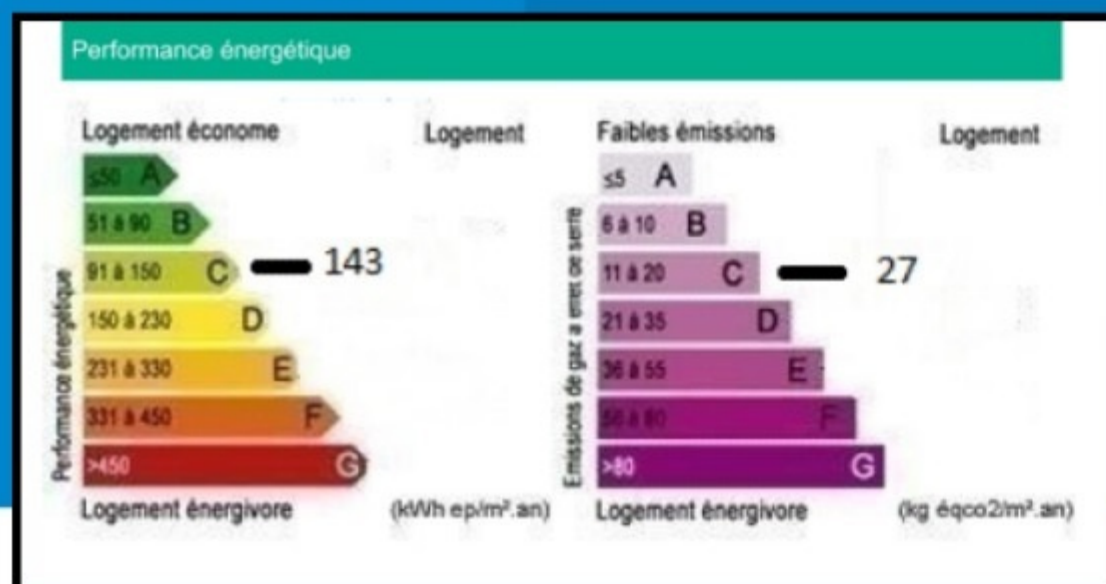 Performance énergétique
Logement économe
Logement
≤50 A
51 à 90 B
91 à 150 C
143
150 à 230 D
231 à 330 E
331 à 450 F
>450 G
Logement énergivore
(kWh ep/m².an)
Performance énergétique
Faibles émissions
Logement
≤5 A
6 à 10 B
11 à 20 C
27
21 à 35 D
36 à 55 E
56 à 80 F
>80 G
Logement énergivore
(kg éqco2/m².an)
Emissions de gaz a effet de serre